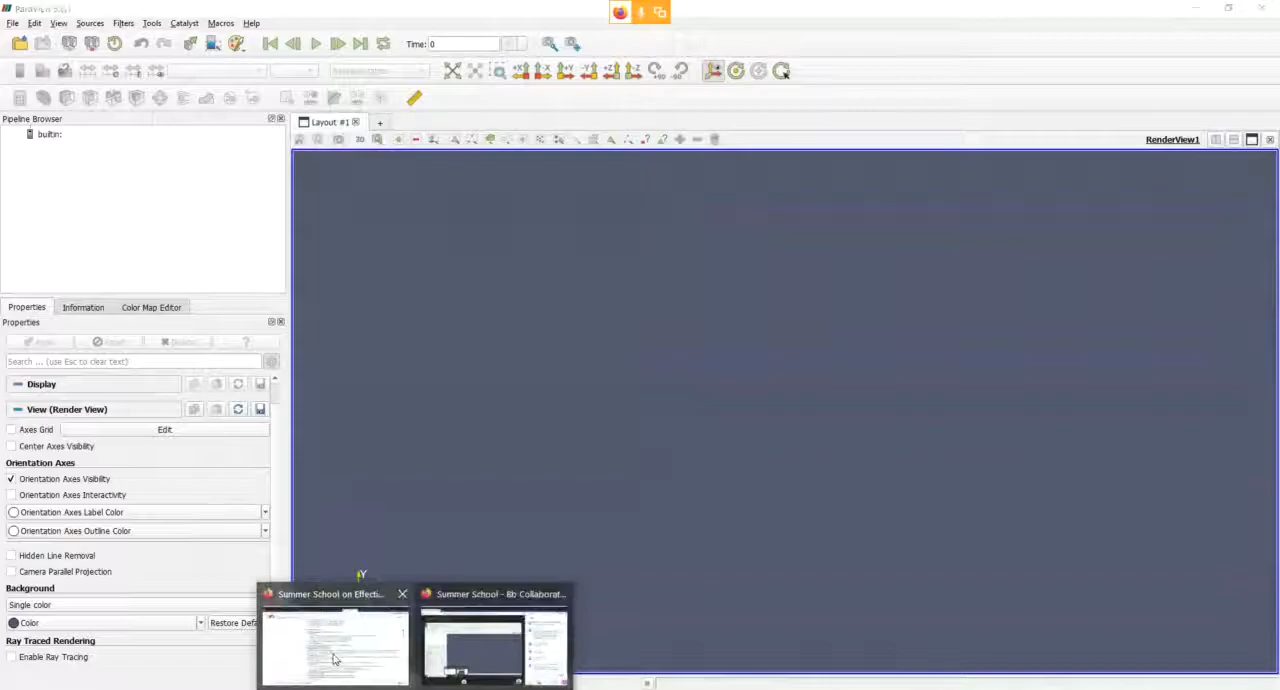 File Edit View Sources Filters Tools Catalyst Macros Help
Time: 0
Pipeline Browser
builtin:
Layout #1
+
3D
RenderView1
Properties Information Color Map Editor
Properties
Search ... (use Esc to clear text)
Display
View (Render View)
Axes Grid Edit
Center Axes Visibility
Orientation Axes
Orientation Axes Visibility
Orientation Axes Interactivity
Orientation Axes Label Color
Orientation Axes Outline Color
Hidden Line Removal
Camera Parallel Projection
Background
Single color
Color Restore Defa
Ray Traced Rendering
Enable Ray Tracing
Y
Summer School on Effecti...
Summer School - Bb Collaborat...